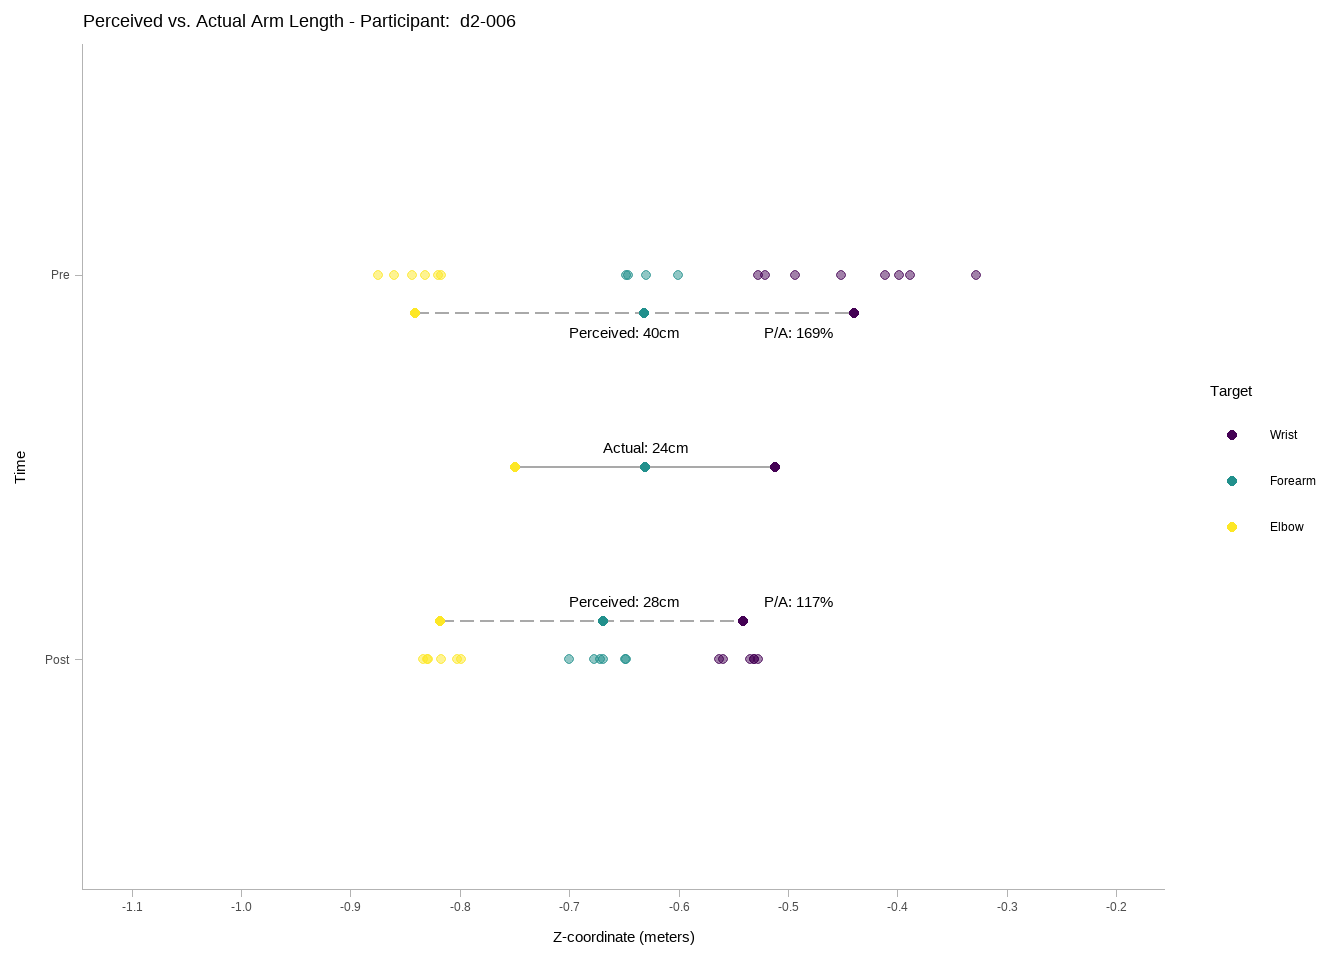 Perceived vs. Actual Arm Length - Participant:  d2-006
Pre
Perceived: 40cm
P/A: 169%
Target
Wrist
Actual: 24cm
Time
Forearm
Elbow
Perceived: 28cm
P/A: 117%
Post
-1.1
-1.0
-0.9
-0.8
-0.7
-0.6
-0.5
-0.4
-0.3
-0.2
Z-coordinate (meters)